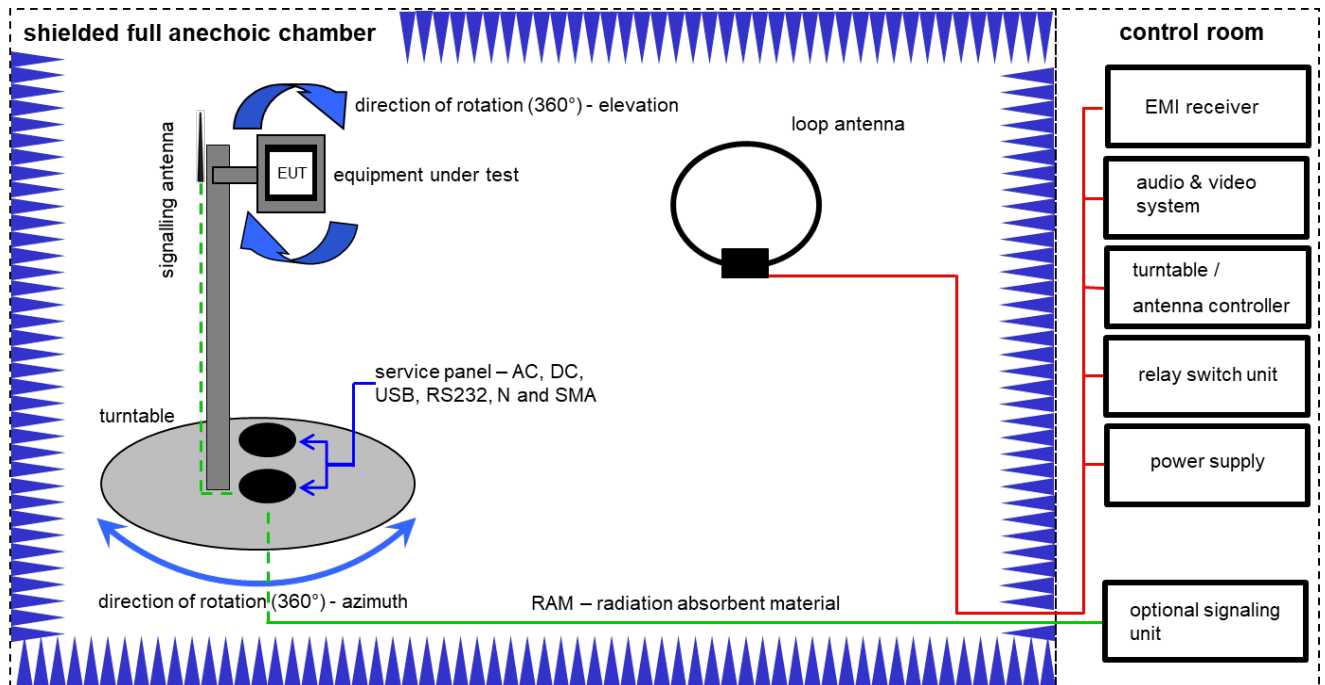 shielded full anechoic chamber
control room
direction of rotation (360°) - elevation
signalling antenna
EUT
equipment under test
loop antenna
EMI receiver
audio & video
system
turntable /
antenna controller
relay switch unit
power supply
service panel – AC, DC,
USB, RS232, N and SMA
turntable
direction of rotation (360°) - azimuth
RAM – radiation absorbent material
optional signaling
unit